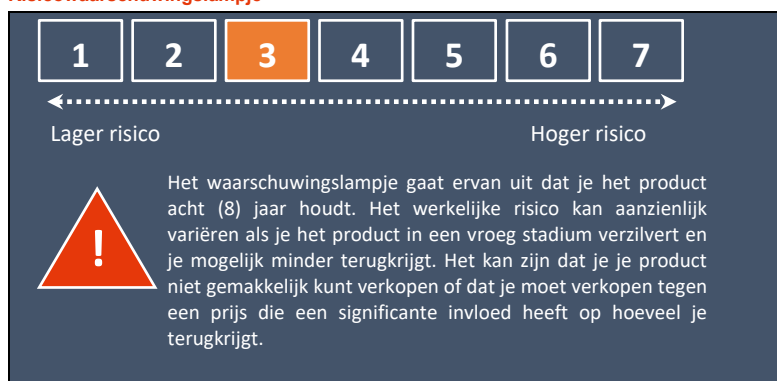 1 2 3 4 5 6 7
Lager risico Hoger risico
Het waarschuwingslampje gaat ervan uit dat je het product
acht (8) jaar houdt. Het werkelijke risico kan aanzienlijk
variëren als je het product in een vroeg stadium verzilvert en
je mogelijk minder terugkrijgt. Het kan zijn dat je je product
niet gemakkelijk kunt verkopen of dat je moet verkopen tegen
een prijs die een significante invloed heeft op hoeveel je
terugkrijgt.
!